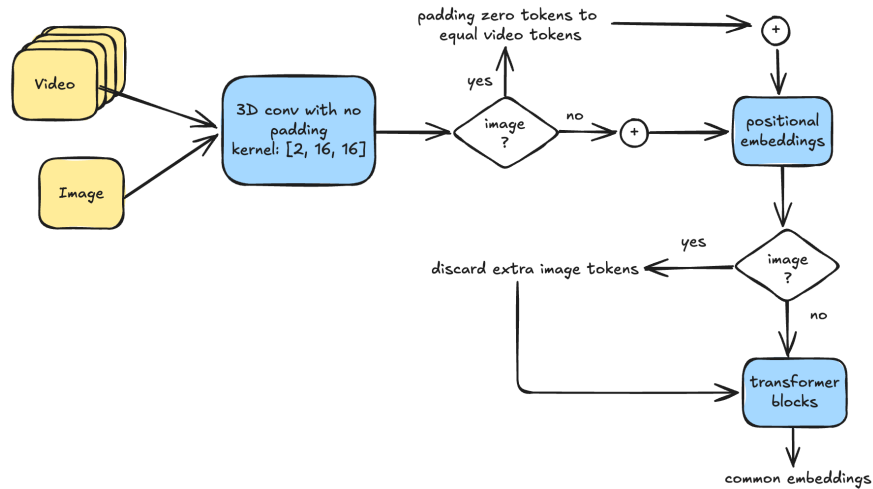 Video
Image
3D conv with no
padding
kernel: [2, 16, 16]
image
?
yes
no
padding zero tokens to
equal video tokens
+
+
positional
embeddings
image
?
yes
no
discard extra image tokens
transformer
blocks
common embeddings